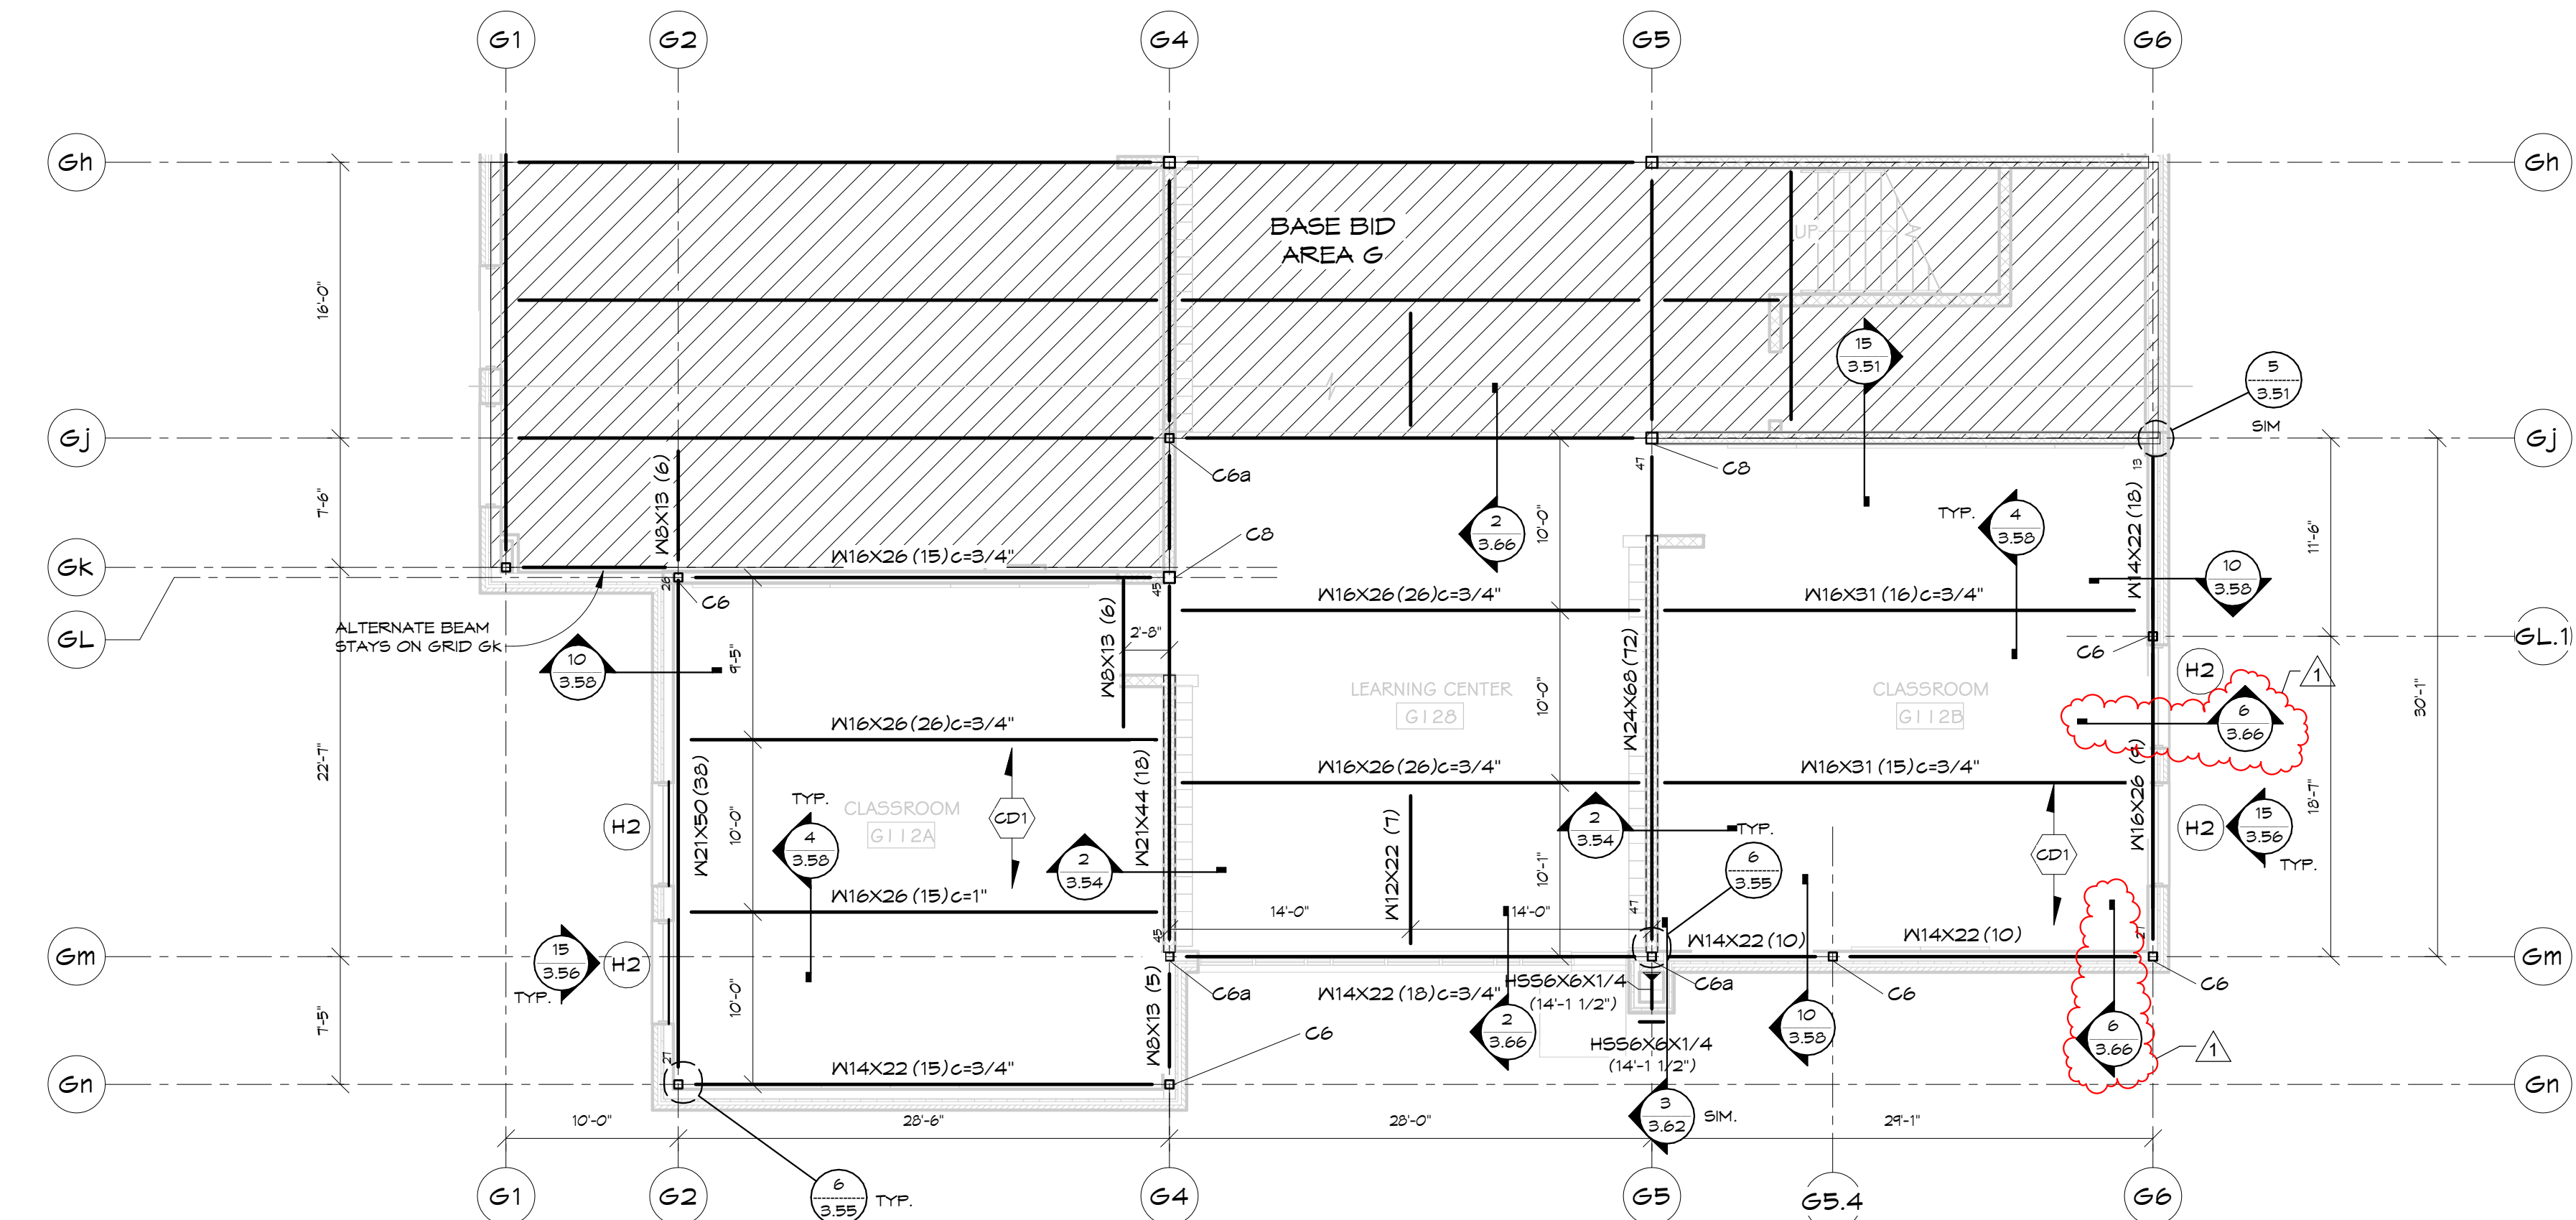 G1
G2
G4
G5
G6
Gh
Gh
BASE BID
AREA G
UP
16'-0"
15
3.51
5
3.51
SIM
Gj
Gj
W8X13 (6)
C6a
47
C8
13
7'-6"
2
3.66
10'-0"
TYP.
4
3.58
W14X22 (18)
11'-6"
Gk
W16X26 (15) c=3/4"
C8
10
3.58
26
C6
45
GL
ALTERNATE BEAM
STAYS ON GRID Gk
10
3.58
9'-5"
W8X13 (6)
2'-8"
W16X26 (26)c=3/4"
W16X31 (16)c=3/4"
GL.1
C6
H2
1
6
3.66
30'-1"
LEARNING CENTER
G128
CLASSROOM
G112B
W24X68 (72)
10'-0"
W16X26 (26)c=3/4"
22'-7"
W21X50 (38)
W21X44 (18)
W16X26 (26)c=3/4"
W16X31 (15)c=3/4"
W16X26 (9)
18'-7"
TYP.
4
3.58
CLASSROOM
G112A
CD1
H2
10'-0"
2
3.54
W12X22 (7)
2
3.54
TYP.
6
3.55
10'-1"
CD1
H2
15
3.56
TYP.
W16X26 (15) c=1"
14'-0"
14'-0"
47
45
W14X22 (10)
W14X22 (10)
Gm
Gm
15
3.56
TYP.
H2
W8X13 (5)
C6a
W14X22 (18)c=3/4"
HSS6X6X1/4
(14'-1 1/2")
C6a
C6
C6
10'-0"
7'-5"
2
3.66
HSS6X6X1/4
(14'-1 1/2")
10
3.58
6
3.66
1
27
W14X22 (15)c=3/4"
C6
Gn
Gn
10'-0"
28'-6"
28'-0"
3
3.62
SIM.
29'-1"
G1
G2
6
3.55
TYP.
G4
G5
G5.4
G6